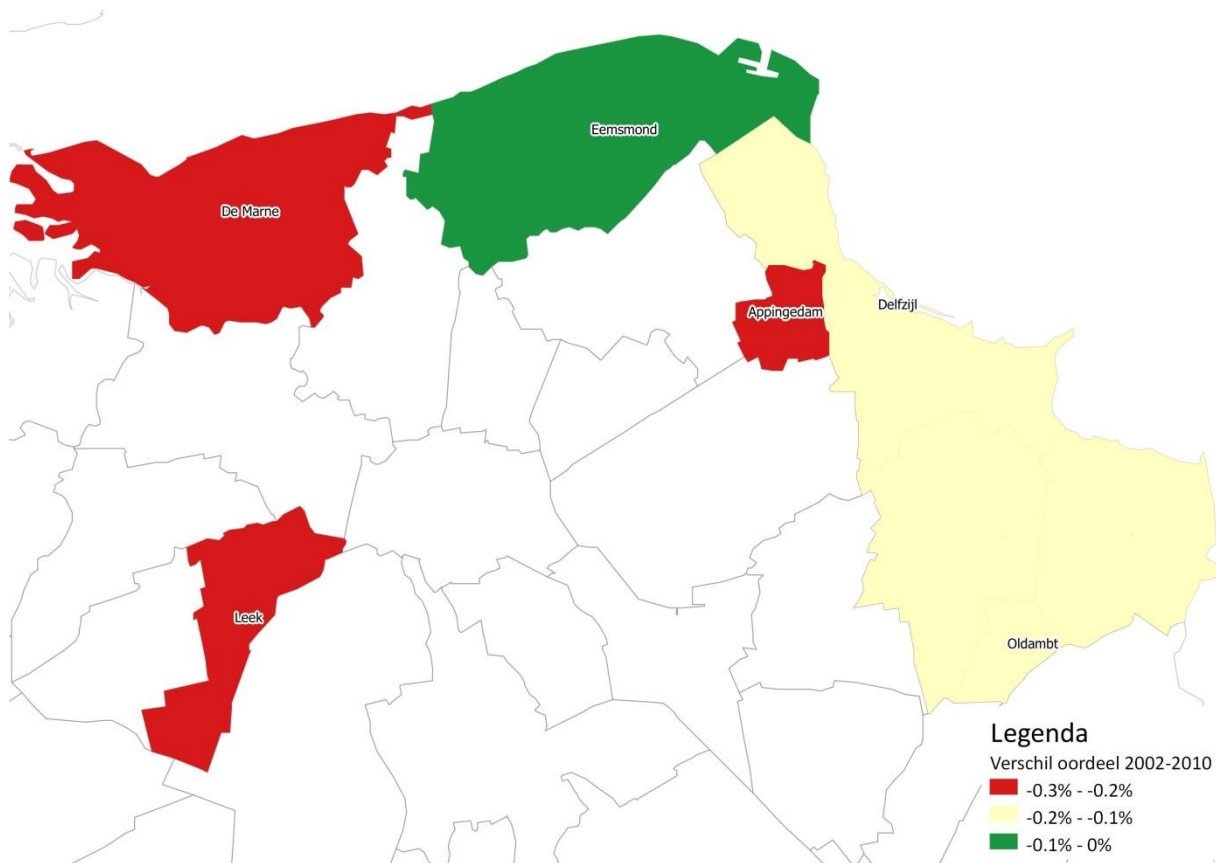 Eemsmond
De Marne
Delfzijl
Appingedam
Leek
Oldambt
Legenda
Verschil oordeel 2002-2010
-0.3% - -0.2%
-0.2% - -0.1%
-0.1% - 0%